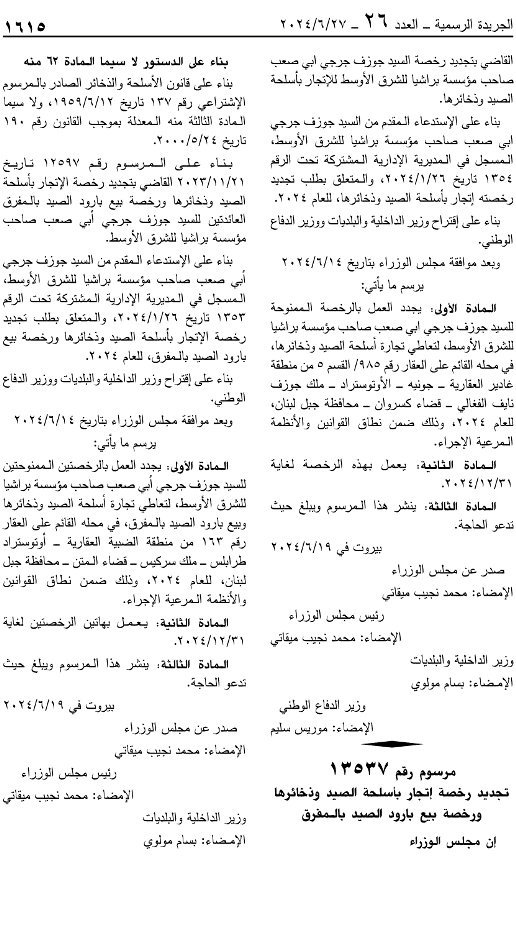 الجريدة الرسمية ــ العدد ٢٦ ــ ٢٠٢٤/٦/٢٧
١٦١٥
القاضي بتجديد رخصة السيد جوزف جرجي ابي صعب
صاحب مؤسسة براشيا للشرق الأوسط للإتجار بأسلحة
الصيد وذخائرها.
بناء على الإستدعاء المقدم من السيد جوزف جرجي
ابي صعب صاحب مؤسسة براشيا للشرق الأوسط،
المسجل في المديرية الإدارية المشتركة تحت الرقم
١٣٥٤ تاريخ ٢٠٢٤/١/٢٦، والمتعلق بطلب تجديد
رخصته إتجار بأسلحة الصيد وذخائرها، للعام ٢٠٢٤.
بناء على إقتراح وزير الداخلية والبلديات ووزير الدفاع
الوطني.
وبعد موافقة مجلس الوزراء بتاريخ ٢٠٢٤/٦/١٤
يرسم ما يأتي:
المادة الأولى: يجدد العمل بالرخصة الممنوحة
للسيد جوزف جرجي ابي صعب صاحب مؤسسة براشيا
للشرق الأوسط، لتعاطي تجارة أسلحة الصيد وذخائرها،
في محله القائم على العقار رقم ٩٨٥/ القسم ٥ من منطقة
غادير العقارية ــ جونيه ــ الأوتوستراد ــ ملك جوزف
نايف الفغالي ــ قضاء كسروان ــ محافظة جبل لبنان،
للعام ٢٠٢٤، وذلك ضمن نطاق القوانين والأنظمة
المرعية الإجراء.
المادة الثانية: يعمل بهذه الرخصة لغاية
٢٠٢٤/١٢/٣١.
المادة الثالثة: ينشر هذا المرسوم ويبلغ حيث
تدعو الحاجة.
بيروت في ٢٠٢٤/٦/١٩
صدر عن مجلس الوزراء
الإمضاء: محمد نجيب ميقاتي
رئيس مجلس الوزراء
الإمضاء: محمد نجيب ميقاتي
وزير الداخلية والبلديات
الإمضاء: بسام مولوي
وزير الدفاع الوطني
الإمضاء: موريس سليم
مرسوم رقم ١٣٥٣٧
تجديد رخصة إتجار بأسلحة الصيد وذخائرها
ورخصة بيع بارود الصيد بالمفرق
إن مجلس الوزراء
بناء على الدستور لا سيما المادة ٦٢ منه
بناء على قانون الأسلحة والذخائر الصادر بالمرسوم
الإشتراعي رقم ١٣٧ تاريخ ١٩٥٩/٦/١٢، ولا سيما
المادة الثالثة منه المعدلة بموجب القانون رقم ١٩٠
تاريخ ٢٠٠٠/٥/٢٤.
بناء على المرسوم رقم ١٢٥٩٧ تاريخ
٢٠٢٣/١١/٢١ القاضي بتجديد رخصة الإتجار بأسلحة
الصيد وذخائرها ورخصة بيع بارود الصيد بالمفرق
العائدتين للسيد جوزف جرجي أبي صعب صاحب
مؤسسة براشيا للشرق الأوسط.
بناء على الإستدعاء المقدم من السيد جوزف جرجي
أبي صعب صاحب مؤسسة براشيا للشرق الأوسط،
المسجل في المديرية الإدارية المشتركة تحت الرقم
١٣٥٣ تاريخ ٢٠٢٤/١/٢٦، والمتعلق بطلب تجديد
رخصة الإتجار بأسلحة الصيد وذخائرها ورخصة بيع
بارود الصيد بالمفرق، للعام ٢٠٢٤.
بناء على إقتراح وزير الداخلية والبلديات ووزير الدفاع
الوطني.
وبعد موافقة مجلس الوزراء بتاريخ ٢٠٢٤/٦/١٤
يرسم ما يأتي:
المادة الأولى: يجدد العمل بالرخصتين الممنوحتين
للسيد جوزف جرجي أبي صعب صاحب مؤسسة براشيا
للشرق الأوسط، لتعاطي تجارة أسلحة الصيد وذخائرها
وبيع بارود الصيد بالمفرق، في محله القائم على العقار
رقم ١٦٣ من منطقة الضبية العقارية ــ أوتوستراد
طرابلس ــ ملك سركيس ــ قضاء المتن ــ محافظة جبل
لبنان، للعام ٢٠٢٤، وذلك ضمن نطاق القوانين
والأنظمة المرعية الإجراء.
المادة الثانية: يعمل بهاتين الرخصتين لغاية
٢٠٢٤/١٢/٣١.
المادة الثالثة: ينشر هذا المرسوم ويبلغ حيث
تدعو الحاجة.
بيروت في ٢٠٢٤/٦/١٩
صدر عن مجلس الوزراء
الإمضاء: محمد نجيب ميقاتي
رئيس مجلس الوزراء
الإمضاء: محمد نجيب ميقاتي
وزير الداخلية والبلديات
الإمضاء: بسام مولوي